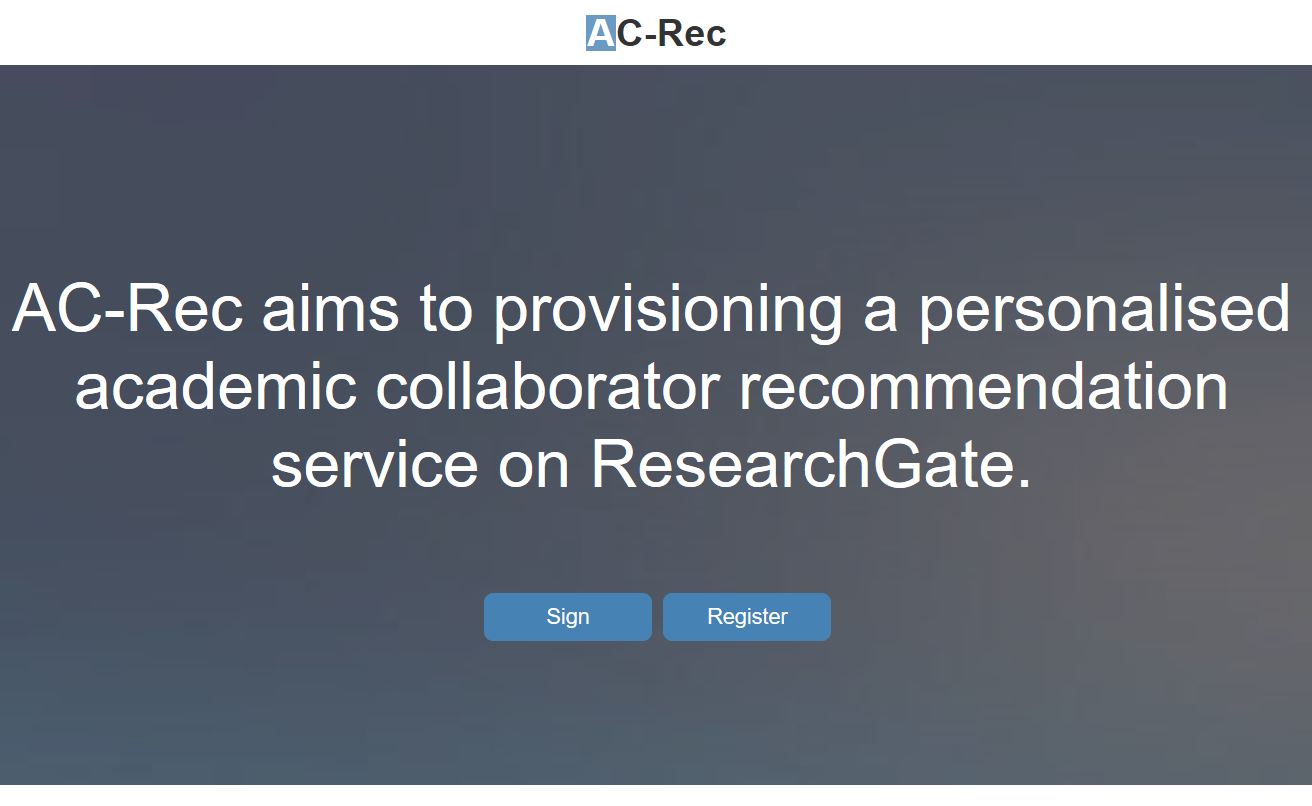 AC-Rec
AC-Rec aims to provisioning a personalised
academic collaborator recommendation
service on ResearchGate.
Sign
Register